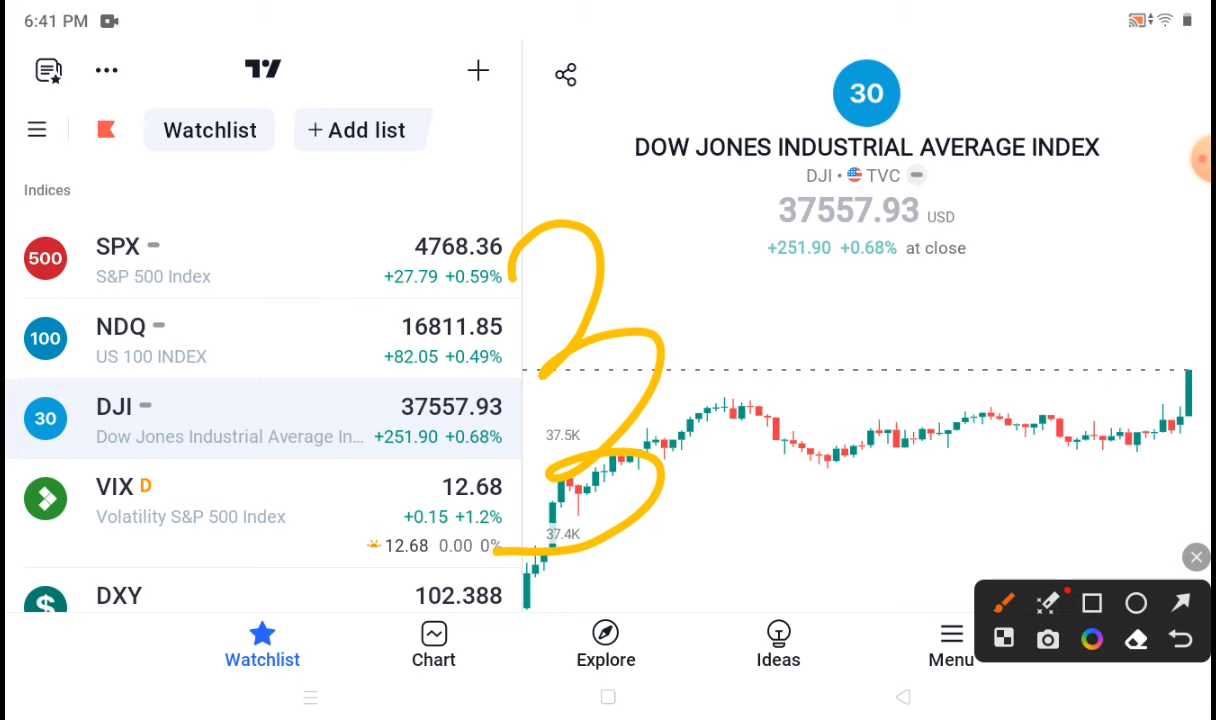 6:41 PM
Watchlist
+ Add list
Indices
500
SPX
4768.36
S&P 500 Index
+27.79 +0.59%
100
NDQ
16811.85
US 100 INDEX
+82.05 +0.49%
30
DJI
37557.93
Dow Jones Industrial Average In...
+251.90 +0.68%
VIX D
12.68
Volatility S&P 500 Index
+0.15 +1.2%
12.68 0.00 0%
$
DXY
102.388
30
DOW JONES INDUSTRIAL AVERAGE INDEX
DJI • TVC
37557.93 USD
+251.90 +0.68% at close
37.5K
37.4K
Watchlist
Chart
Explore
Ideas
Menu